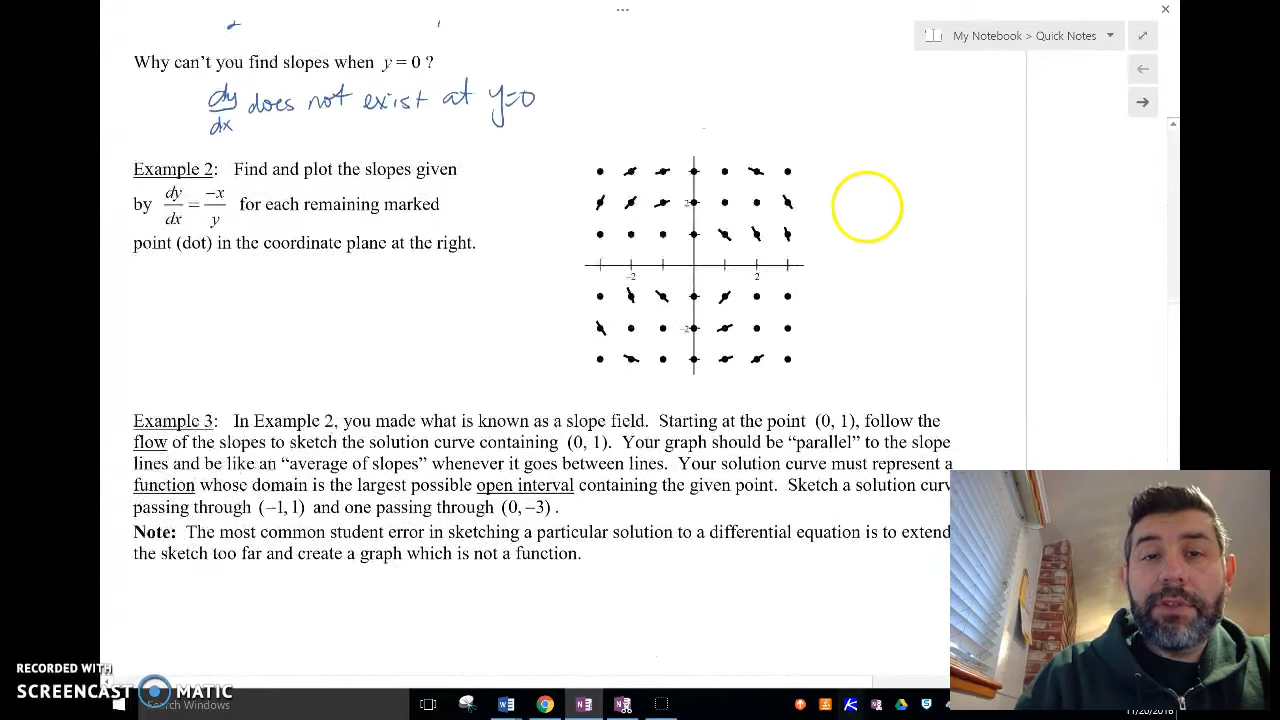 My Notebook > Quick Notes
Why can't you find slopes when y = 0 ?
dy/dx does not exist at y=0
Example 2: Find and plot the slopes given
by dy/dx = -x/y for each remaining marked
point (dot) in the coordinate plane at the right.
2
-2
2
-2
Example 3: In Example 2, you made what is known as a slope field. Starting at the point (0, 1), follow the
flow of the slopes to sketch the solution curve containing (0, 1). Your graph should be "parallel" to the slope
lines and be like an "average of slopes" whenever it goes between lines. Your solution curve must represent a
function whose domain is the largest possible open interval containing the given point. Sketch a solution curv
passing through (−1, 1) and one passing through (0, −3) .
Note: The most common student error in sketching a particular solution to a differential equation is to extend
the sketch too far and create a graph which is not a function.
RECORDED WITH
SCREENCAST MATIC
Search Windows
11/20/2018